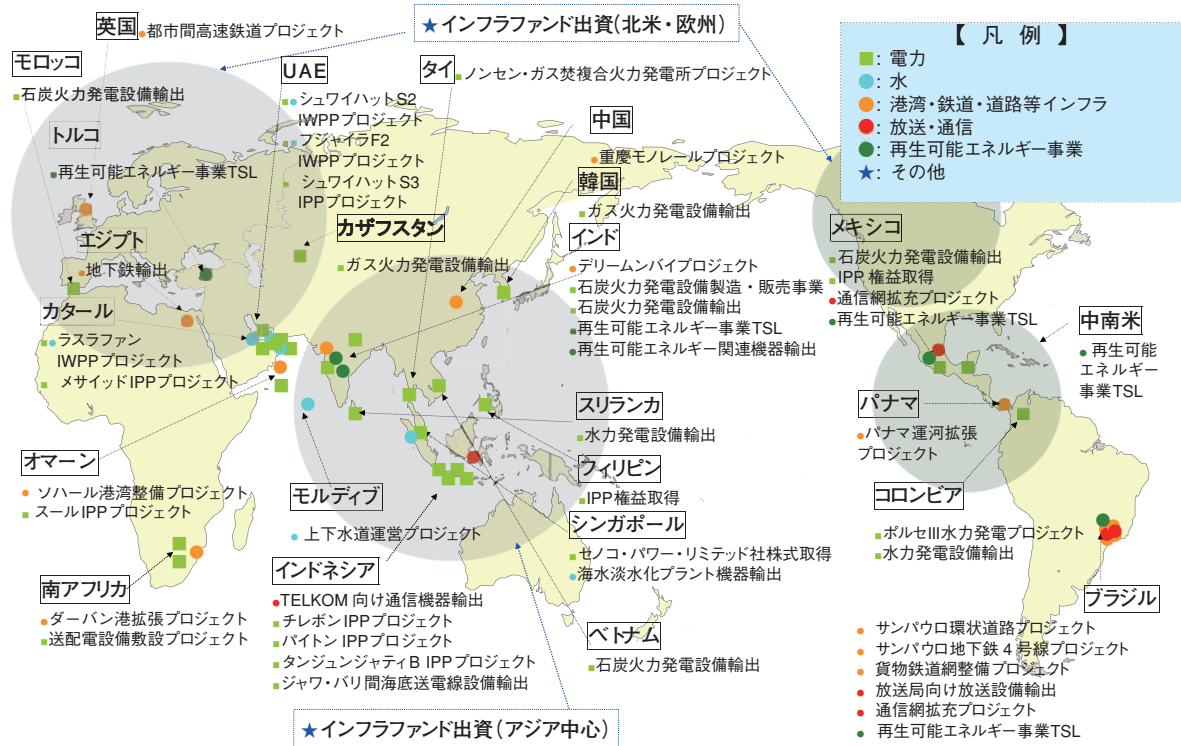 英国
●都市間高速鉄道プロジェクト
★インフラファンド出資(北米・欧州)
【 凡 例 】
■: 電力
●: 水
●: 港湾・鉄道・道路等インフラ
●: 放送・通信
●: 再生可能エネルギー事業
★: その他
モロッコ
■石炭火力発電設備輸出
トルコ
●再生可能エネルギー事業TSL
エジプト
●地下鉄輸出
カタール
■●ラスラファン
IWPPプロジェクト
■ メサイッドIPPプロジェクト
UAE
■●シュワイハットS2
IWPPプロジェクト
■●フジャイラF2
IWPPプロジェクト
■ シュワイハットS3
IPPプロジェクト
タイ
■ノンセン・ガス焚複合火力発電所プロジェクト
カザフスタン
■ガス火力発電設備輸出
中国
●重慶モノレールプロジェクト
韓国
■ガス火力発電設備輸出
インド
●デリームンバイプロジェクト
■石炭火力発電設備製造・販売事業
■石炭火力発電設備輸出
●再生可能エネルギー事業TSL
●再生可能エネルギー関連機器輸出
メキシコ
■石炭火力発電設備輸出
■IPP権益取得
●通信網拡充プロジェクト
●再生可能エネルギー事業TSL
中南米
● 再生可能
エネルギー
事業TSL
スリランカ
■水力発電設備輸出
フィリピン
■IPP権益取得
シンガポール
■セノコ・パワー・リミテッド社株式取得
●海水淡水化プラント機器輸出
ベトナム
■石炭火力発電設備輸出
パナマ
●パナマ運河拡張
プロジェクト
コロンビア
■ポルセIII水力発電プロジェクト
■水力発電設備輸出
オマーン
● ソハール港湾整備プロジェクト
■ スールIPPプロジェクト
モルディブ
● 上下水道運営プロジェクト
南アフリカ
●ダーバン港拡張プロジェクト
■送配電設備敷設プロジェクト
インドネシア
●TELKOM向け通信機器輸出
■チレボンIPPプロジェクト
■パイトンIPPプロジェクト
■タンジュンジャティB IPPプロジェクト
■ジャワ・バリ間海底送電線設備輸出
ブラジル
● サンパウロ環状道路プロジェクト
● サンパウロ地下鉄4号線プロジェクト
● 貨物鉄道網整備プロジェクト
● 放送局向け放送設備輸出
● 通信網拡充プロジェクト
● 再生可能エネルギー事業TSL
★インフラファンド出資(アジア中心)